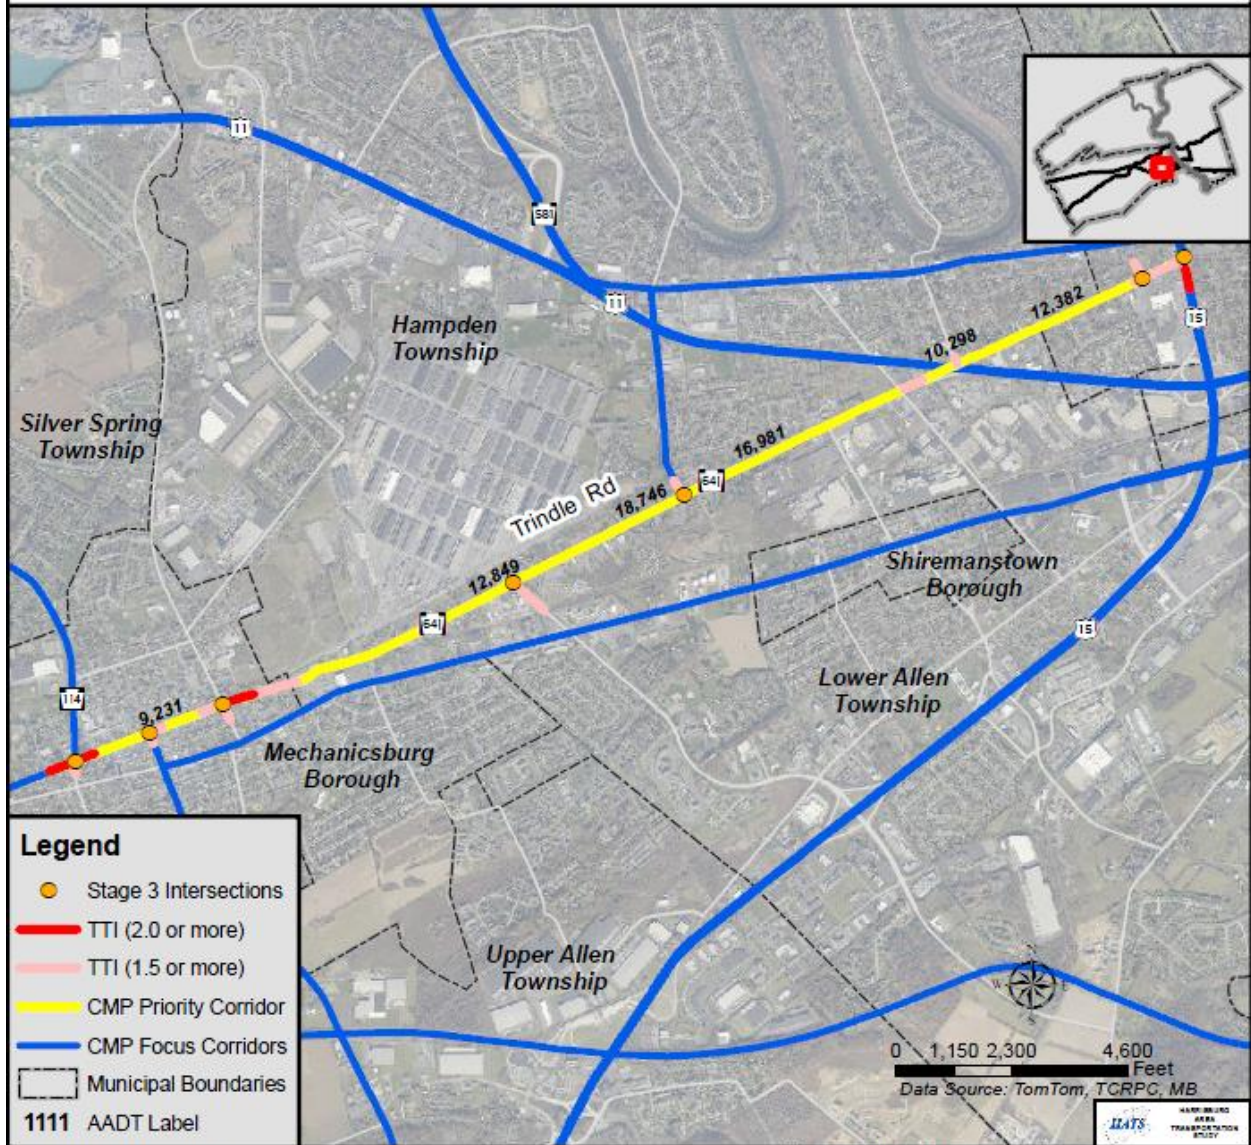 11
581
11
12,382
15
Hampden
Township
10,298
Silver Spring
Township
16,981
641
18,746
Trindle Rd
12,849
Shiremanstown
Borough
641
15
Lower Allen
Township
114
9,231
Mechanicsburg
Borough
Legend
Stage 3 Intersections
TTI (2.0 or more)
TTI (1.5 or more)
CMP Priority Corridor
CMP Focus Corridors
Municipal Boundaries
1111 AADT Label
Upper Allen
Township
N
W E
S
0 1,150 2,300 4,600
Feet
Data Source: TomTom, TCRPC, MB
HATS
HARRISBURG
AREA
TRANSPORTATION
STUDY